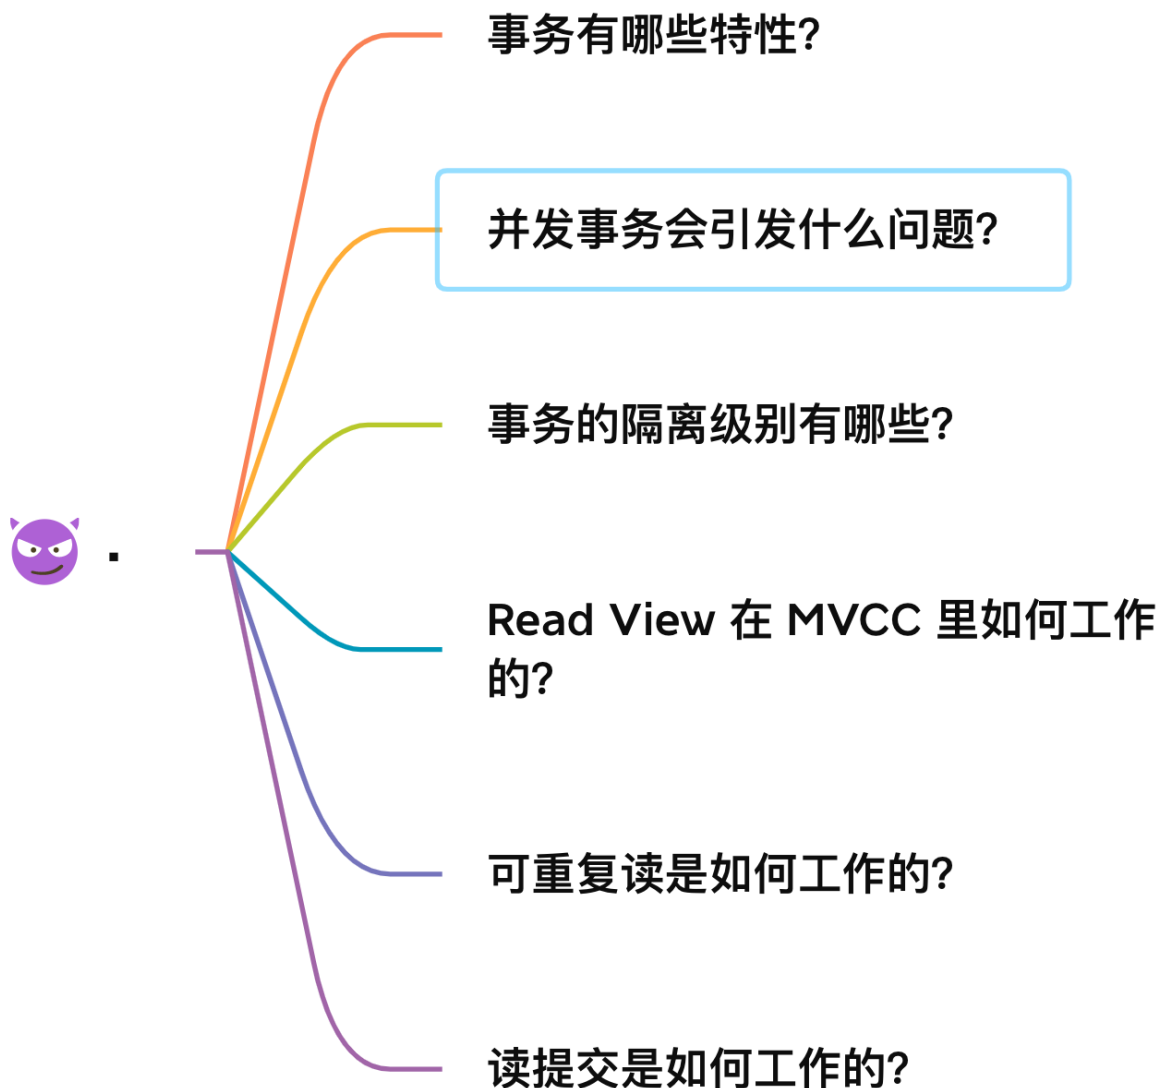 事务有哪些特性?
并发事务会引发什么问题?
事务的隔离级别有哪些?
.
Read View 在 MVCC 里如何工作
的?
可重复读是如何工作的?
读提交是如何工作的?